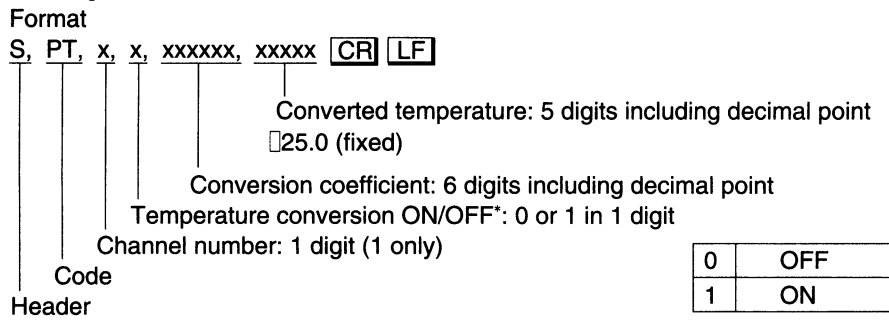 Format
S, PT, x, x, xxxxxx, xxxxx CR LF
Converted temperature: 5 digits including decimal point
▯25.0 (fixed)
Conversion coefficient: 6 digits including decimal point
Temperature conversion ON/OFF*: 0 or 1 in 1 digit
Channel number: 1 digit (1 only)
0 OFF
Code
1 ON
Header